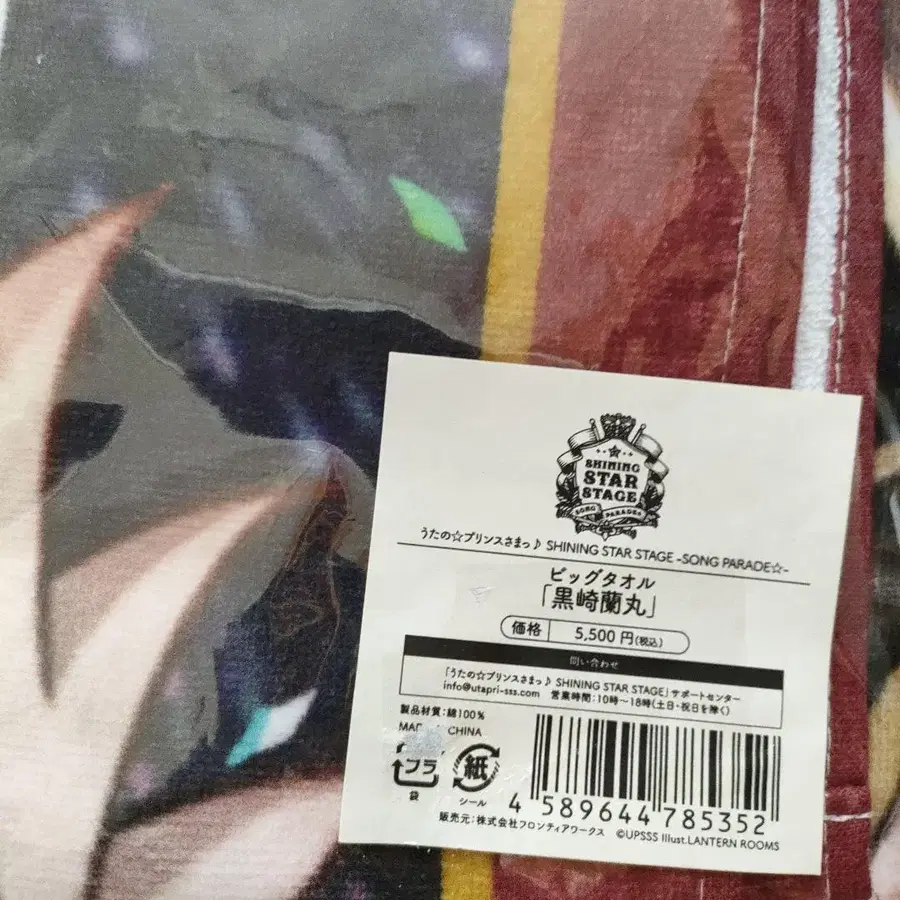 SHINING
STAR
STAGE
SONG PARADE
うたの☆プリンスさまっ♪ SHINING STAR STAGE -SONG PARADE☆-
ビッグタオル
「黒崎蘭丸」
価格 5,500 円(税込)
問い合わせ
「うたの☆プリンスさまっ♪ SHINING STAR STAGE」サポートセンター
info@utapri-sss.com 営業時間:10時～18時(土日・祝日を除く)
製品材質:綿100%
CHINA
プラ 紙
袋 シール
4 589644 785352
販売元:株式会社フロンティアワークス ©UPSSS Illust.LANTERN ROOMS